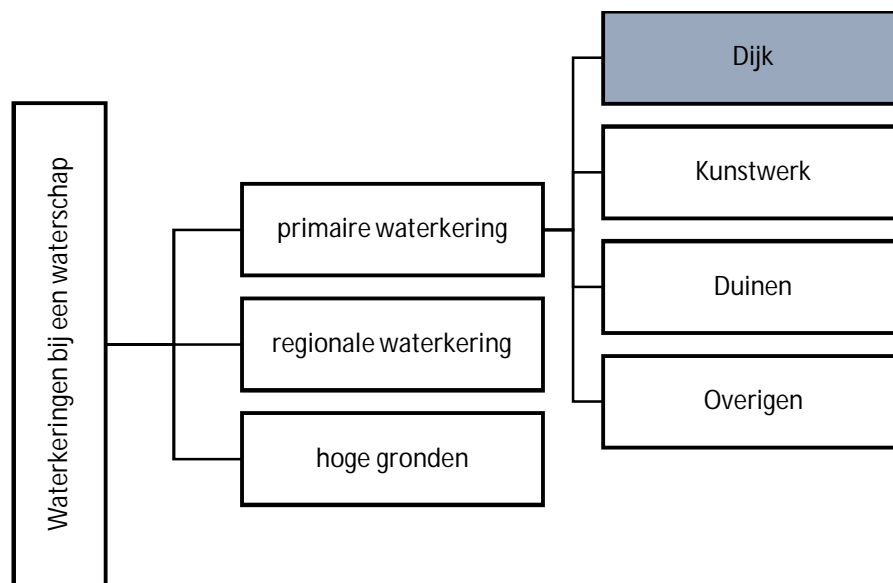 Waterkeringen bij een waterschap
primaire waterkering
regionale waterkering
hoge gronden
Dijk
Kunstwerk
Duinen
Overigen